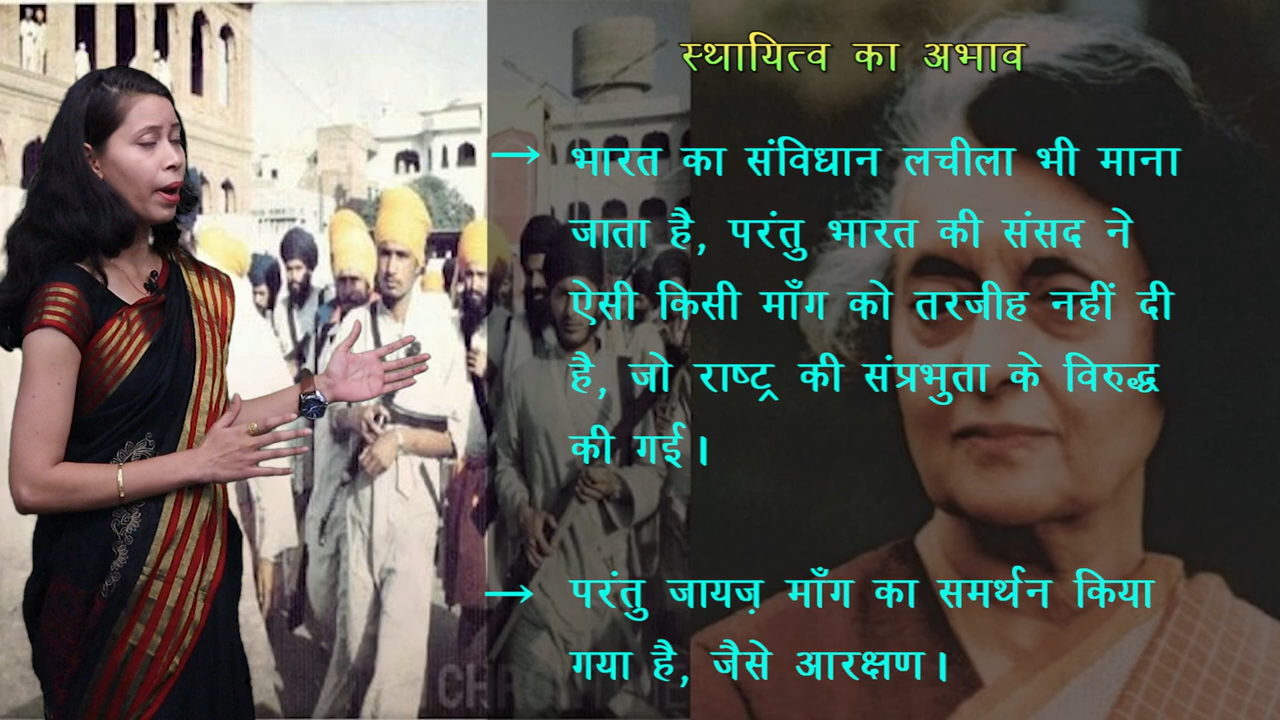 स्थायित्व का अभाव
→ भारत का संविधान लचीला भी माना
जाता है, परंतु भारत की संसद ने
ऐसी किसी माँग को तरजीह नहीं दी
है, जो राष्ट्र की संप्रभुता के विरुद्ध
की गई।
→ परंतु जायज़ माँग का समर्थन किया
गया है, जैसे आरक्षण।